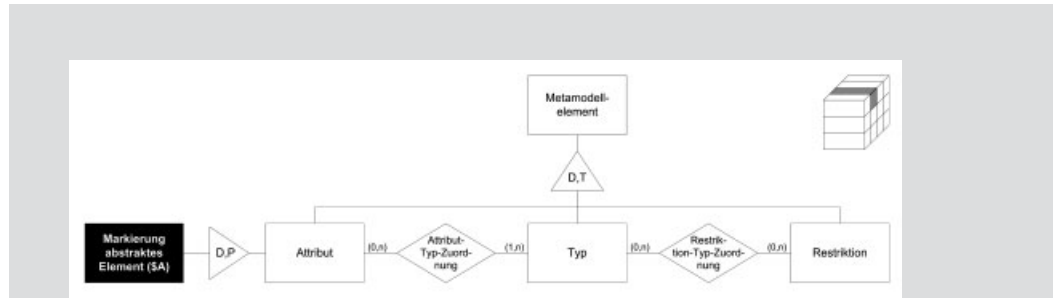 Metamodell-
element
D,T
Markierung
abstraktes
Element ($A)
D,P
Attribut
(0,n)
Attribut-
Typ-Zuord-
nung
(1,n)
Typ
(0,n)
Restrik-
tion-Typ-Zuord-
nung
(0,n)
Restriktion